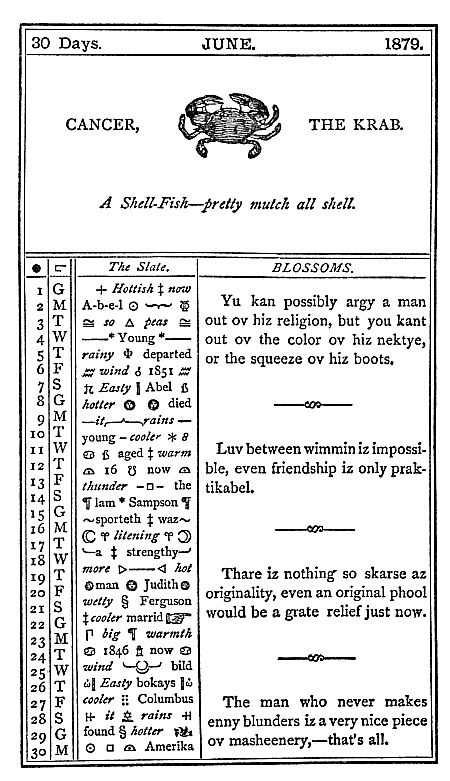 30 Days. JUNE. 1879.
CANCER, THE KRAB.
A Shell-Fish—pretty mutch all shell.
The Slate.
1 G + Hottish ‡ now
2 M A-b-e-l ⊙
3 T ≅ so △ peas ≅
4 W —* Young *—
5 T rainy Φ departed
6 F ♒ wind ♁ 1851 ♒
7 S Easty ‖ Abel ß
8 G hotter died
9 M —it, rains —
10 T young – cooler * 8
11 W ß aged ‡ warm
12 T 16 ♉ now
13 F thunder -□- the
14 S ¶ lam * Sampson ¶
15 G ~sporteth ‡ waz~
16 M ☾ ♈ litening ♈ ☽
17 T —a ‡ strengthy—
18 W more ▷—◁ hot
19 T man Judith
20 F wetty § Ferguson
21 S ‡ cooler marrid ☞
22 G big ¶ warmth
23 M 1846 now
24 T wind bild
25 W Easty bokays
26 T cooler Columbus
27 F it rains
28 S found § hotter
29 G ⊙ □ Amerika
30 M
BLOSSOMS.
Yu kan possibly argy a man
out ov hiz religion, but you kant
out ov the color ov hiz nektye,
or the squeeze ov hiz boots.
Luv between wimmin iz impossi-
ble, even friendship iz only prak-
tikabel.
Thare iz nothing so skarse az
originality, even an original phool
would be a grate relief just now.
The man who never makes
enny blunders iz a very nice piece
ov masheenery,—that's all.